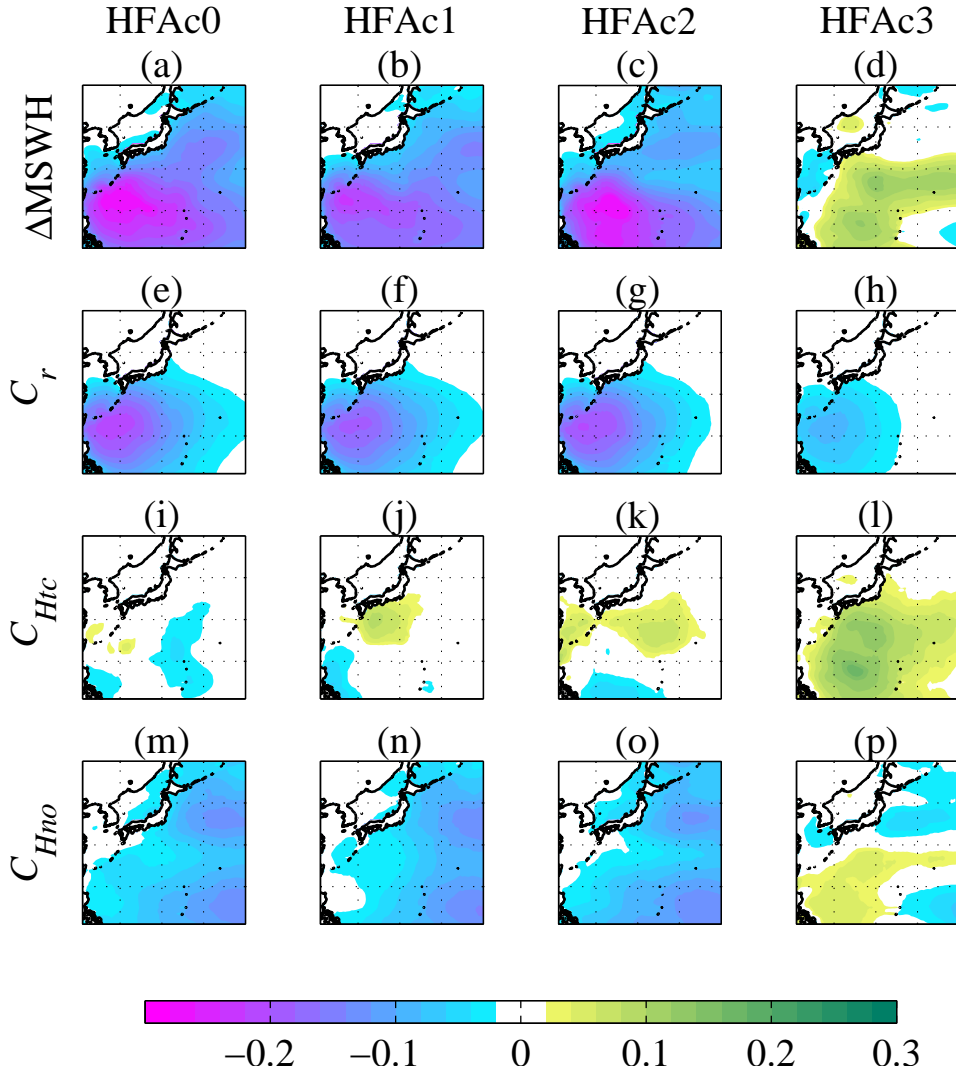 HFAc0 HFAc1 HFAc2 HFAc3
(a) (b) (c) (d)
ΔMSWH
(e) (f) (g) (h)
C_r
(i) (j) (k) (l)
C_Htc
(m) (n) (o) (p)
C_Hno
−0.2 −0.1 0 0.1 0.2 0.3